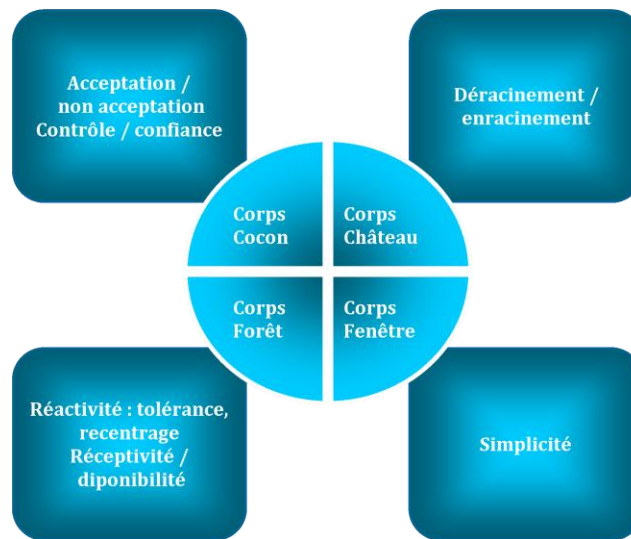 Acceptation /
non acceptation
Contrôle / confiance
Déracinement /
enracinement
Corps
Cocon
Corps
Château
Corps
Forêt
Corps
Fenêtre
Réactivité : tolérance,
recentrage
Réceptivité /
diponibilité
Simplicité